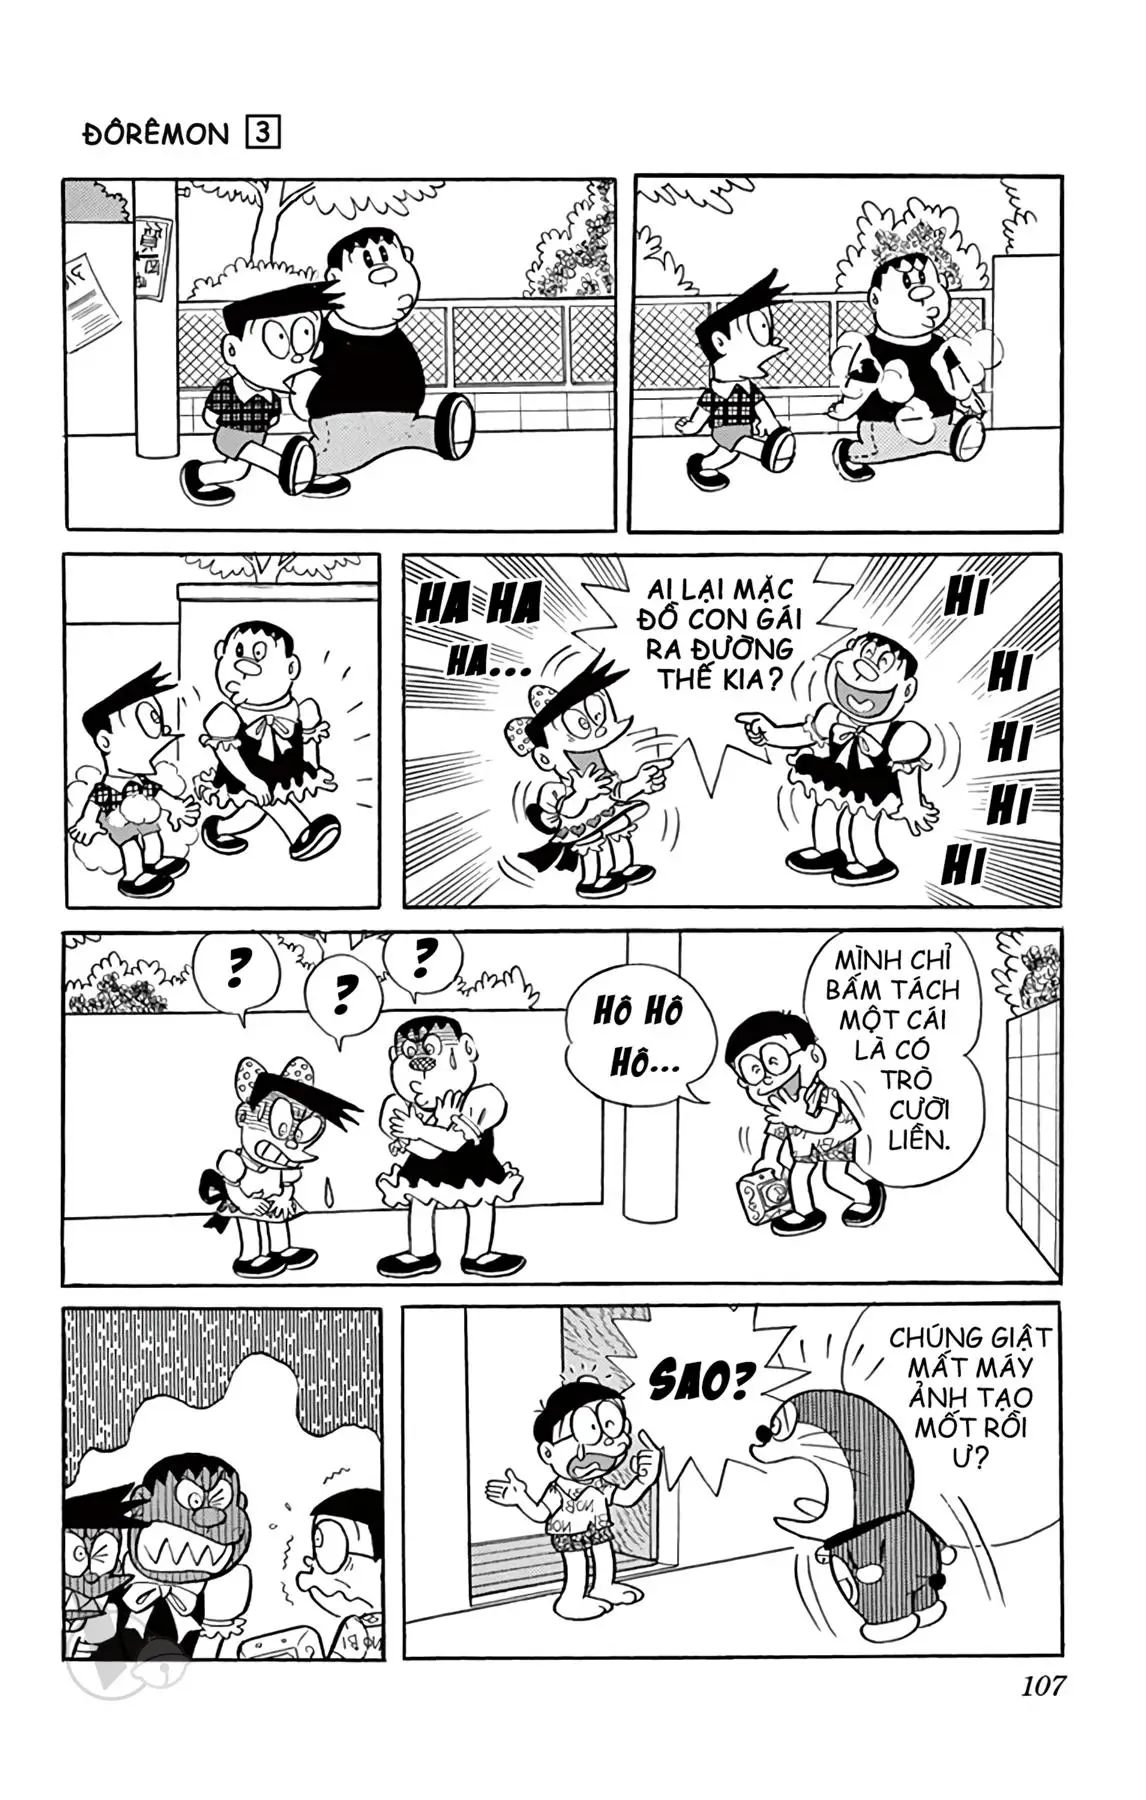 ĐÔRÊMON 3
HA HA
HA...
AI LẠI MẶC
ĐỒ CON GÁI
RA ĐƯỜNG
THẾ KIA?
HI
HI
HI
HI
HI
?
?
?
HÔ HÔ
HÔ...
MÌNH CHỈ
BẤM TÁCH
MỘT CÁI
LÀ CÓ
TRÒ
CƯỜI
LIỀN.
SAO?
CHÚNG GIẬT
MẤT MÁY
ẢNH TẠO
MỐT RỒI
Ư?
107